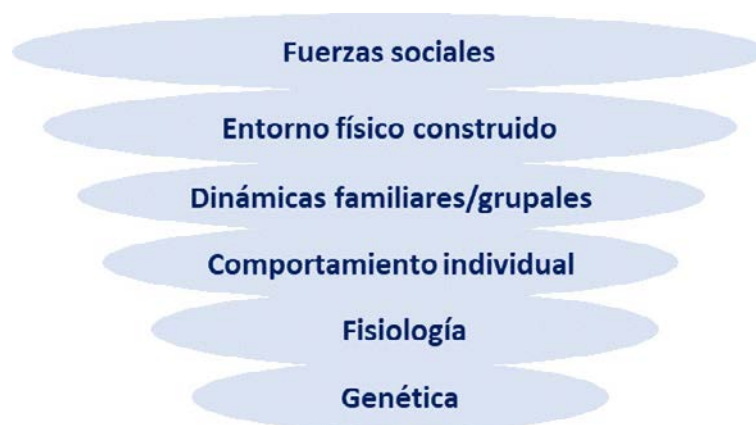 Fuerzas sociales
Entorno físico construido
Dinámicas familiares/grupales
Comportamiento individual
Fisiología
Genética